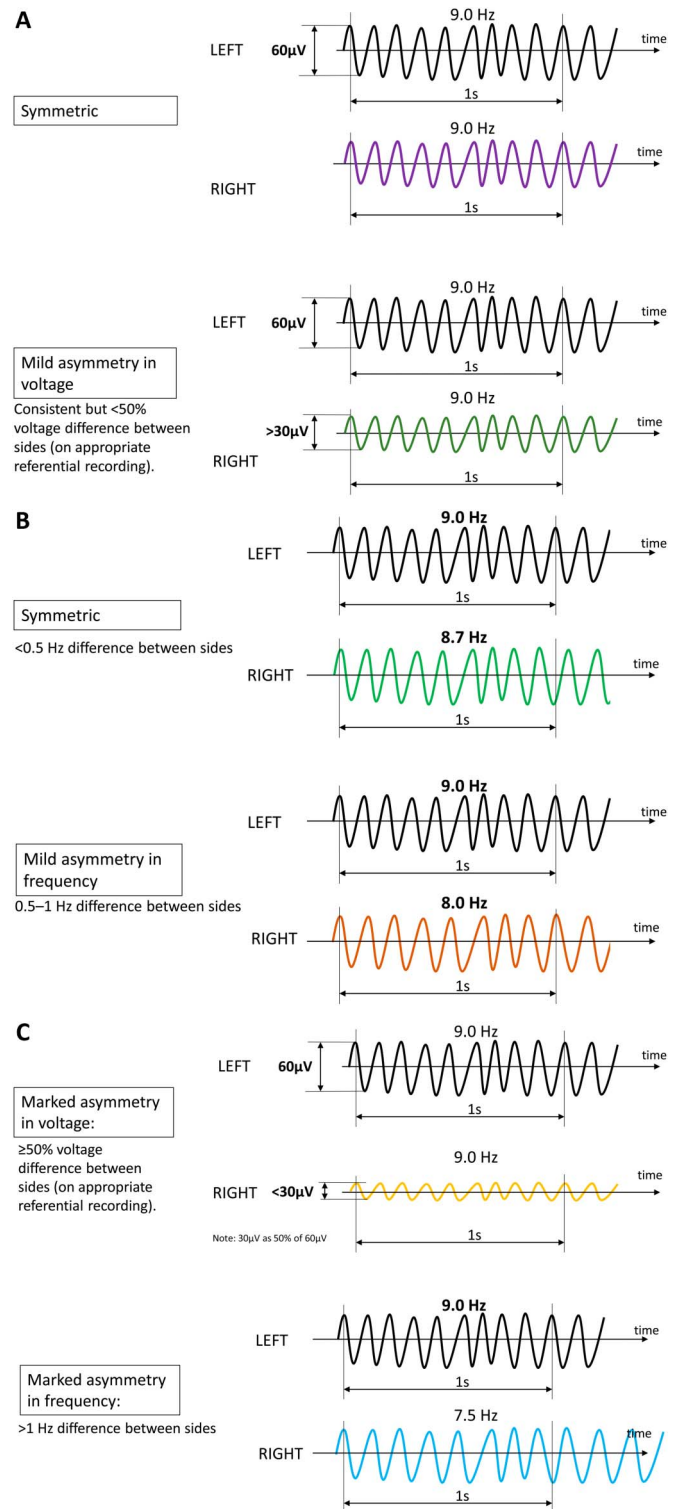 A
9.0 Hz
time
LEFT
60µV
1s
Symmetric
9.0 Hz
time
RIGHT
1s
9.0 Hz
time
LEFT
60µV
1s
Mild asymmetry in
voltage
Consistent but <50%
voltage difference between
sides (on appropriate
referential recording).
9.0 Hz
time
>30µV
RIGHT
1s
B
9.0 Hz
time
LEFT
1s
Symmetric
<0.5 Hz difference between sides
8.7 Hz
time
RIGHT
1s
9.0 Hz
time
LEFT
1s
Mild asymmetry in
frequency
0.5–1 Hz difference between sides
8.0 Hz
time
RIGHT
1s
C
9.0 Hz
time
LEFT
60µV
1s
Marked asymmetry
in voltage:
≥50% voltage
difference between
sides (on appropriate
referential recording).
9.0 Hz
time
RIGHT
<30µV
Note: 30µV as 50% of 60µV
1s
9.0 Hz
time
LEFT
1s
Marked asymmetry
in frequency:
>1 Hz difference between sides
7.5 Hz
time
RIGHT
1s